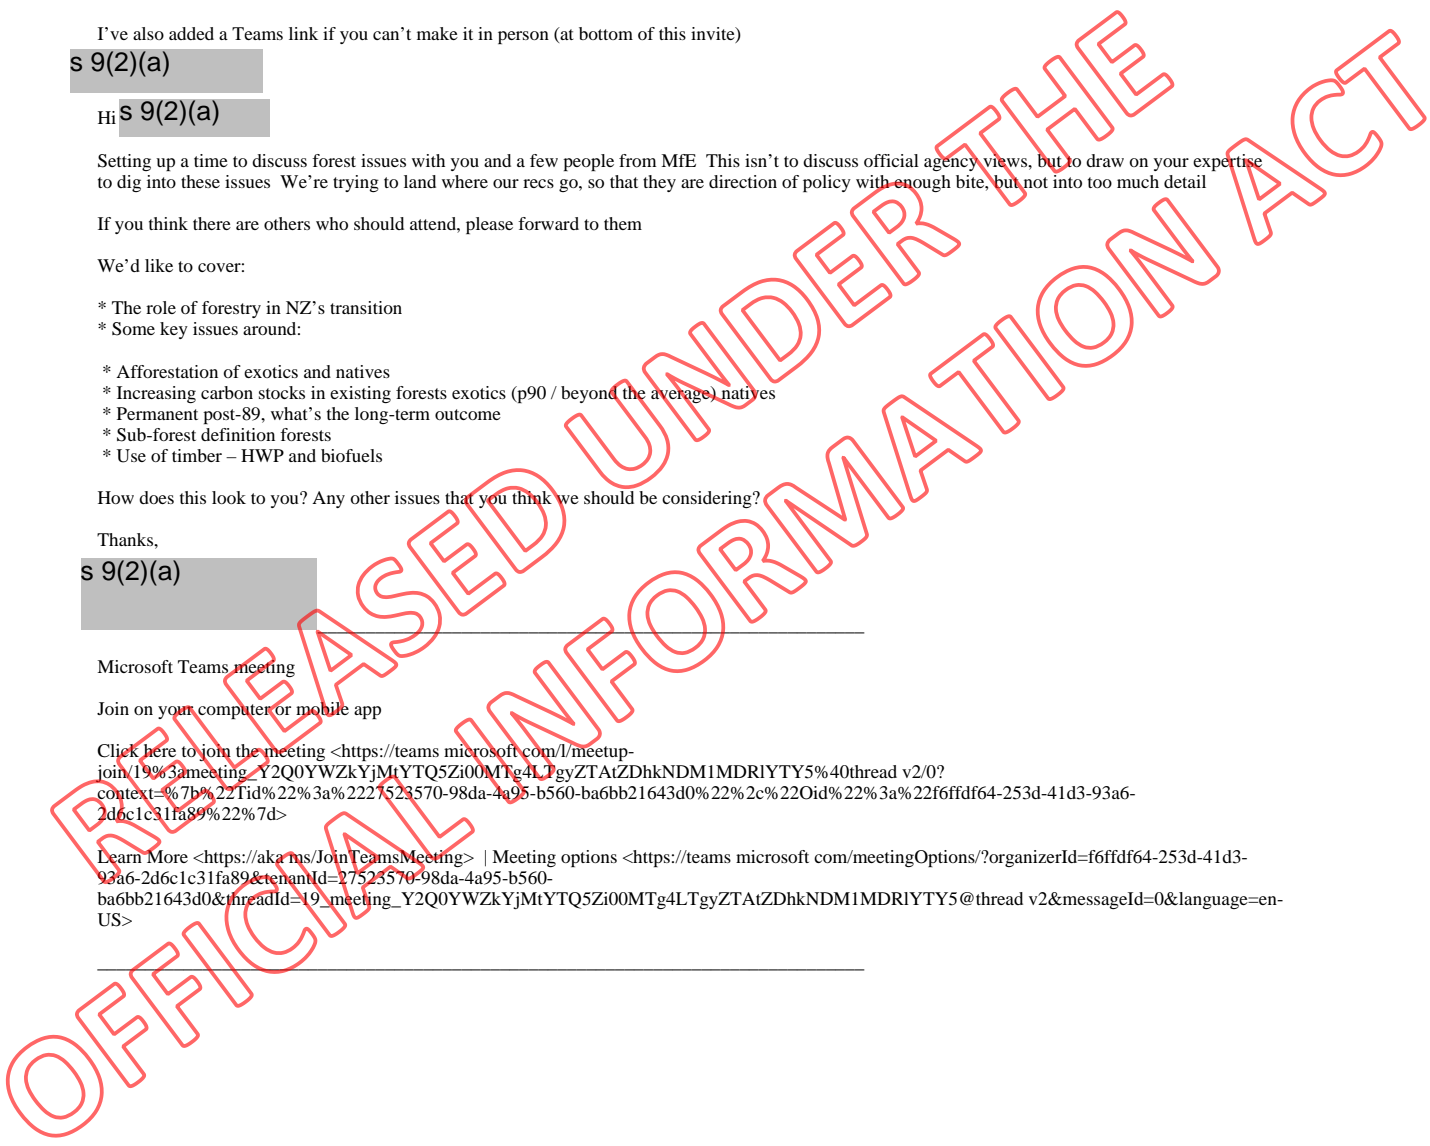 I’ve also added a Teams link if you can’t make it in person (at bottom of this invite)
s 9(2)(a)
Hi s 9(2)(a)
Setting up a time to discuss forest issues with you and a few people from MfE  This isn’t to discuss official agency views, but to draw on your expertise
to dig into these issues  We’re trying to land where our recs go, so that they are direction of policy with enough bite, but not into too much detail
If you think there are others who should attend, please forward to them
We’d like to cover:
* The role of forestry in NZ’s transition
* Some key issues around:
* Afforestation of exotics and natives
* Increasing carbon stocks in existing forests exotics (p90 / beyond the average) natives
* Permanent post-89, what’s the long-term outcome
* Sub-forest definition forests
* Use of timber – HWP and biofuels
How does this look to you? Any other issues that you think we should be considering?
Thanks,
s 9(2)(a)
Microsoft Teams meeting
Join on your computer or mobile app
Click here to join the meeting <https://teams microsoft com/l/meetup-
join/19%3ameeting_Y2Q0YWZkYjMtYTQ5Zi00MTg4LTgyZTAtZDhkNDM1MDRlYTY5%40thread v2/0?
context=%7b%22Tid%22%3a%2227523570-98da-4a95-b560-ba6bb21643d0%22%2c%22Oid%22%3a%22f6ffdf64-253d-41d3-93a6-
2d6c1c31fa89%22%7d>
Learn More <https://aka ms/JoinTeamsMeeting>  | Meeting options <https://teams microsoft com/meetingOptions/?organizerId=f6ffdf64-253d-41d3-
93a6-2d6c1c31fa89&tenantId=27523570-98da-4a95-b560-
ba6bb21643d0&threadId=19_meeting_Y2Q0YWZkYjMtYTQ5Zi00MTg4LTgyZTAtZDhkNDM1MDRlYTY5@thread v2&messageId=0&language=en-
US>
RELEASED UNDER THE
OFFICIAL INFORMATION ACT